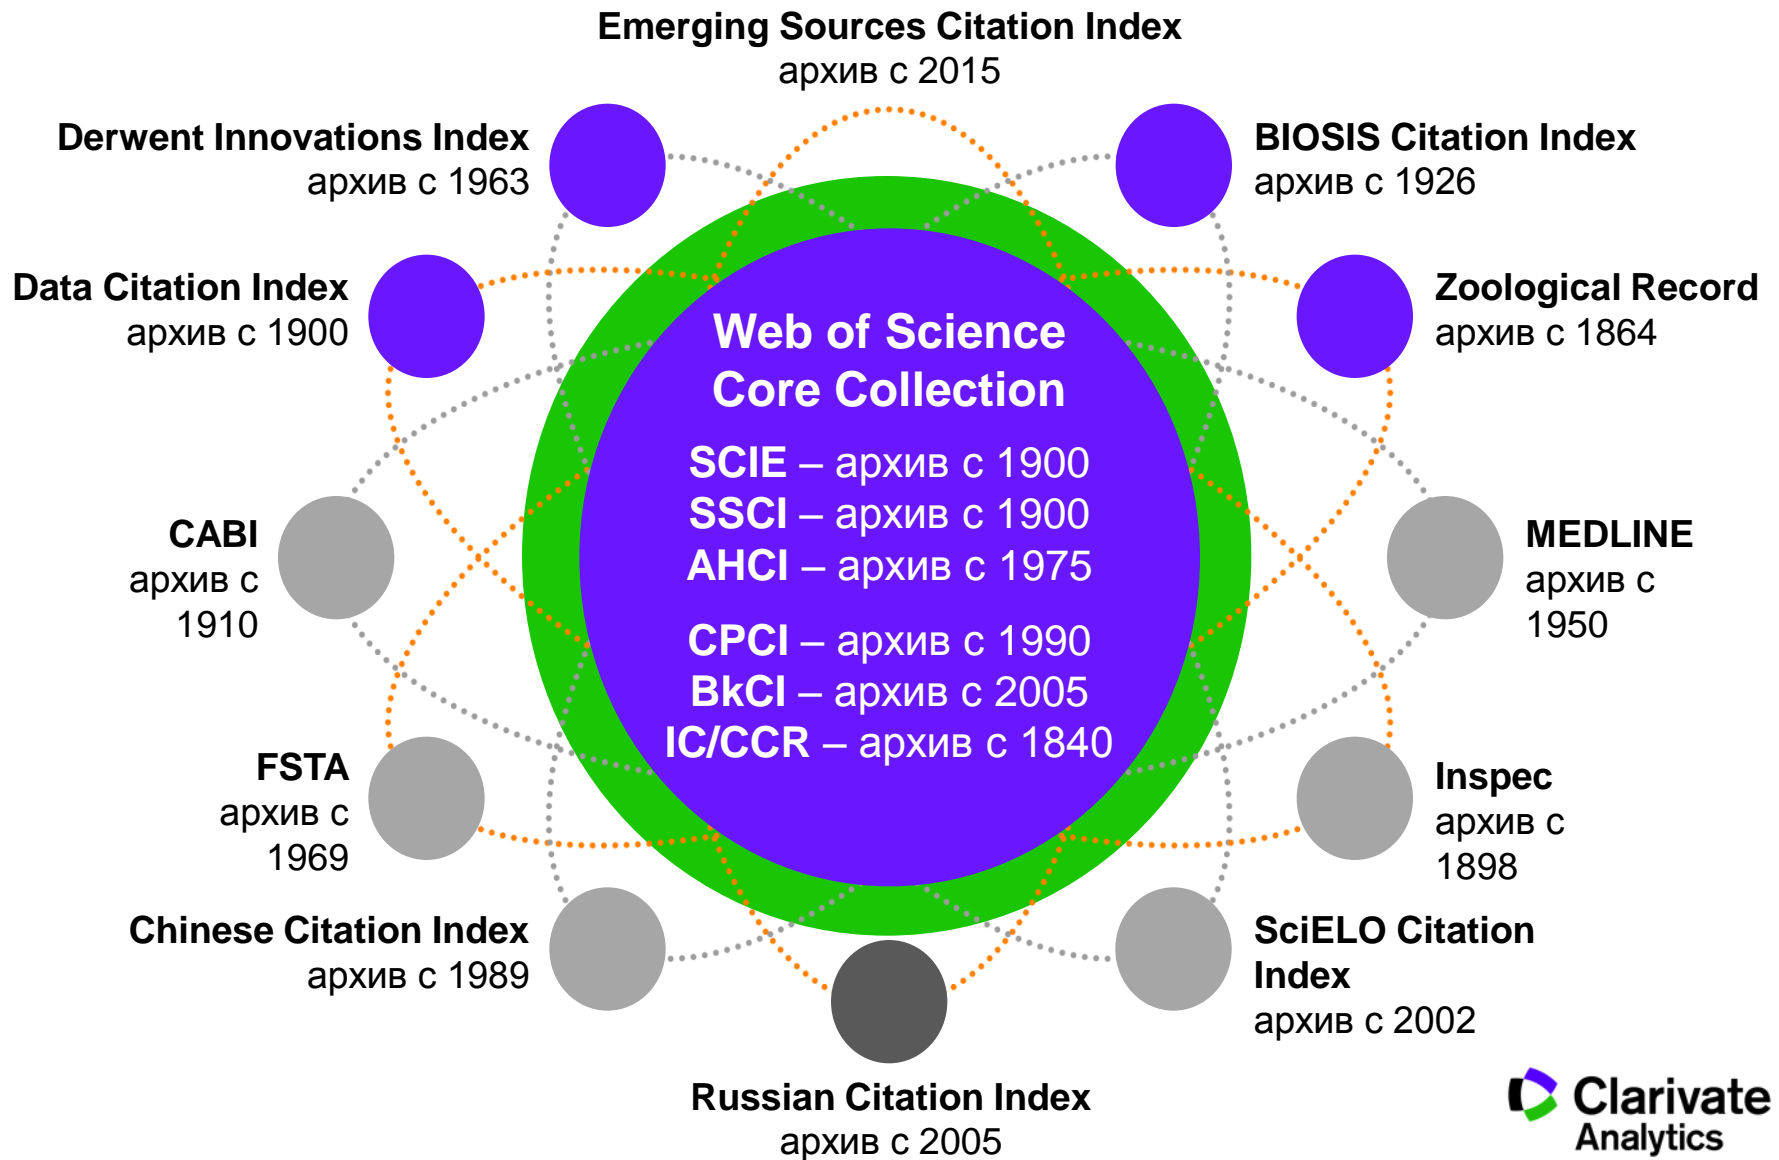 Emerging Sources Citation Index
архив с 2015
Derwent Innovations Index
архив с 1963
BIOSIS Citation Index
архив с 1926
Data Citation Index
архив с 1900
Zoological Record
архив с 1864
Web of Science
Core Collection
SCIE – архив с 1900
SSCI – архив с 1900
AHCI – архив с 1975
CPCI – архив с 1990
BkCI – архив с 2005
IC/CCR – архив с 1840
CABI
архив с
1910
MEDLINE
архив с
1950
FSTA
архив с
1969
Inspec
архив с
1898
Chinese Citation Index
архив с 1989
SciELO Citation
Index
архив с 2002
Russian Citation Index
архив с 2005
Clarivate
Analytics